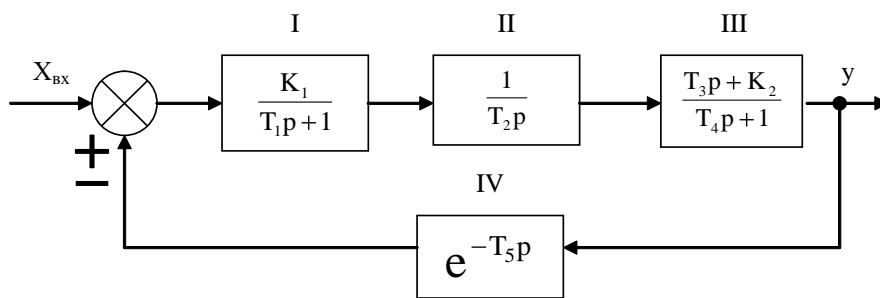 I II III
X_вх y
K_1
T_1p + 1
1
T_2p
T_3p + K_2
T_4p + 1
+
−
IV
e^{−T_5p}